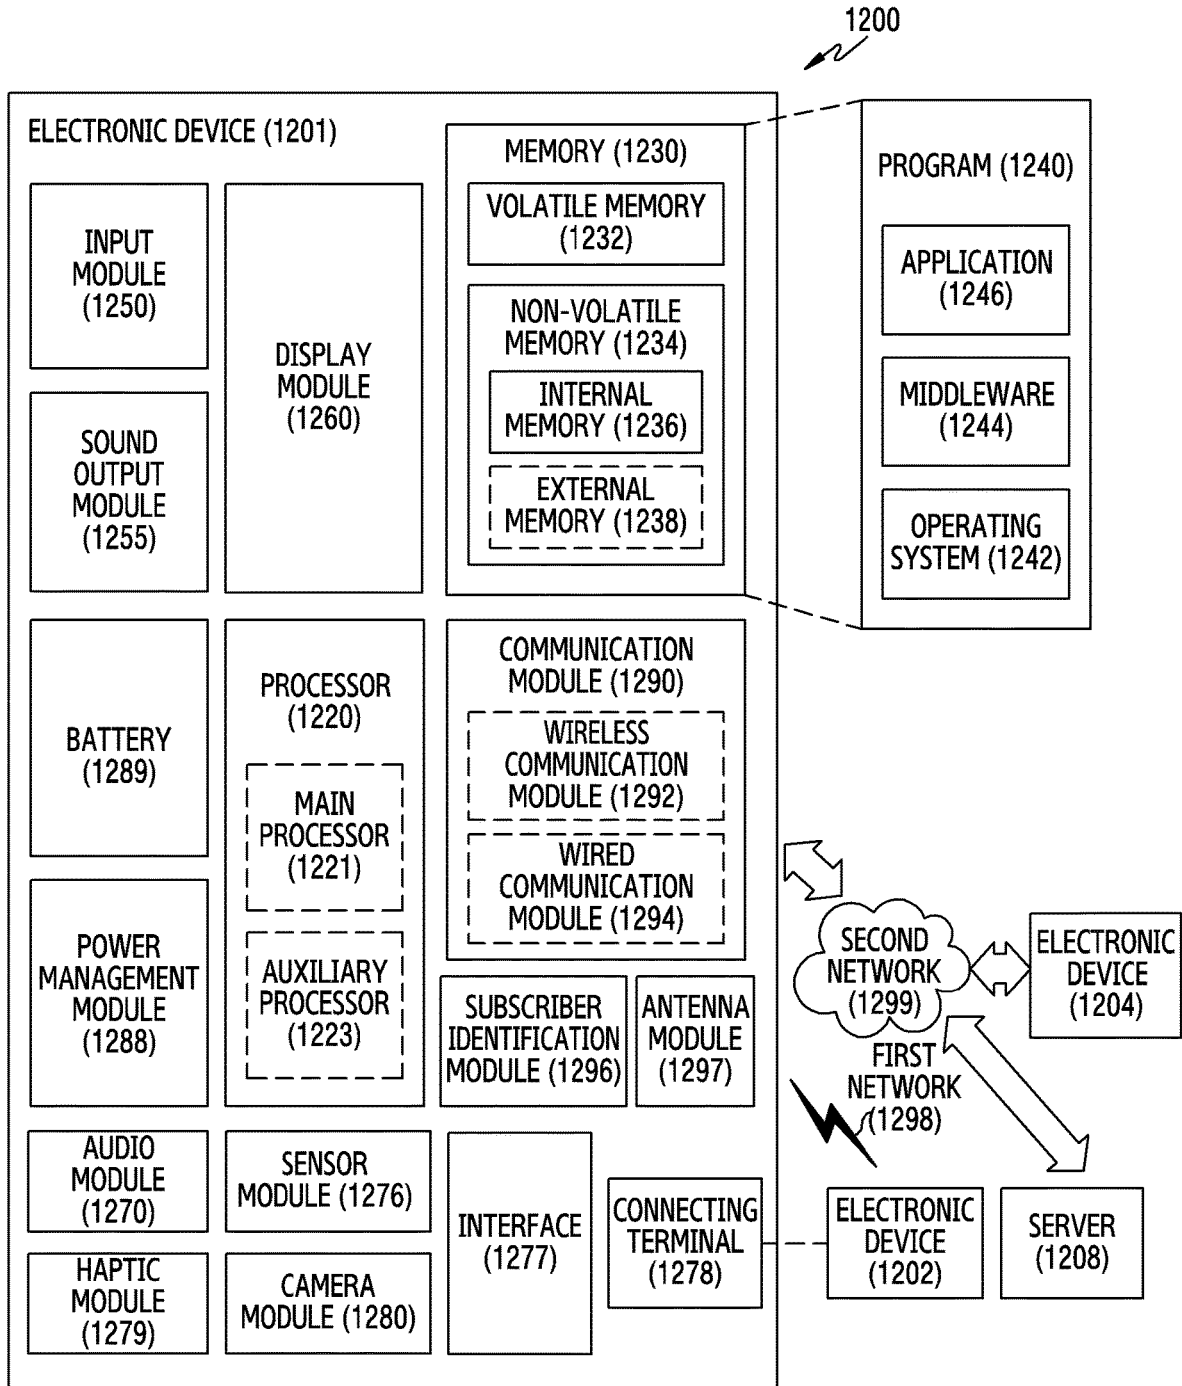 1200
ELECTRONIC DEVICE (1201)
INPUT
MODULE
(1250)
SOUND
OUTPUT
MODULE
(1255)
DISPLAY
MODULE
(1260)
MEMORY (1230)
VOLATILE MEMORY
(1232)
NON-VOLATILE
MEMORY (1234)
INTERNAL
MEMORY (1236)
EXTERNAL
MEMORY (1238)
PROGRAM (1240)
APPLICATION
(1246)
MIDDLEWARE
(1244)
OPERATING
SYSTEM (1242)
BATTERY
(1289)
POWER
MANAGEMENT
MODULE
(1288)
PROCESSOR
(1220)
MAIN
PROCESSOR
(1221)
AUXILIARY
PROCESSOR
(1223)
COMMUNICATION
MODULE (1290)
WIRELESS
COMMUNICATION
MODULE (1292)
WIRED
COMMUNICATION
MODULE (1294)
SUBSCRIBER
IDENTIFICATION
MODULE (1296)
ANTENNA
MODULE
(1297)
SECOND
NETWORK
(1299)
ELECTRONIC
DEVICE
(1204)
FIRST
NETWORK
(1298)
AUDIO
MODULE
(1270)
SENSOR
MODULE (1276)
HAPTIC
MODULE
(1279)
CAMERA
MODULE (1280)
INTERFACE
(1277)
CONNECTING
TERMINAL
(1278)
ELECTRONIC
DEVICE
(1202)
SERVER
(1208)